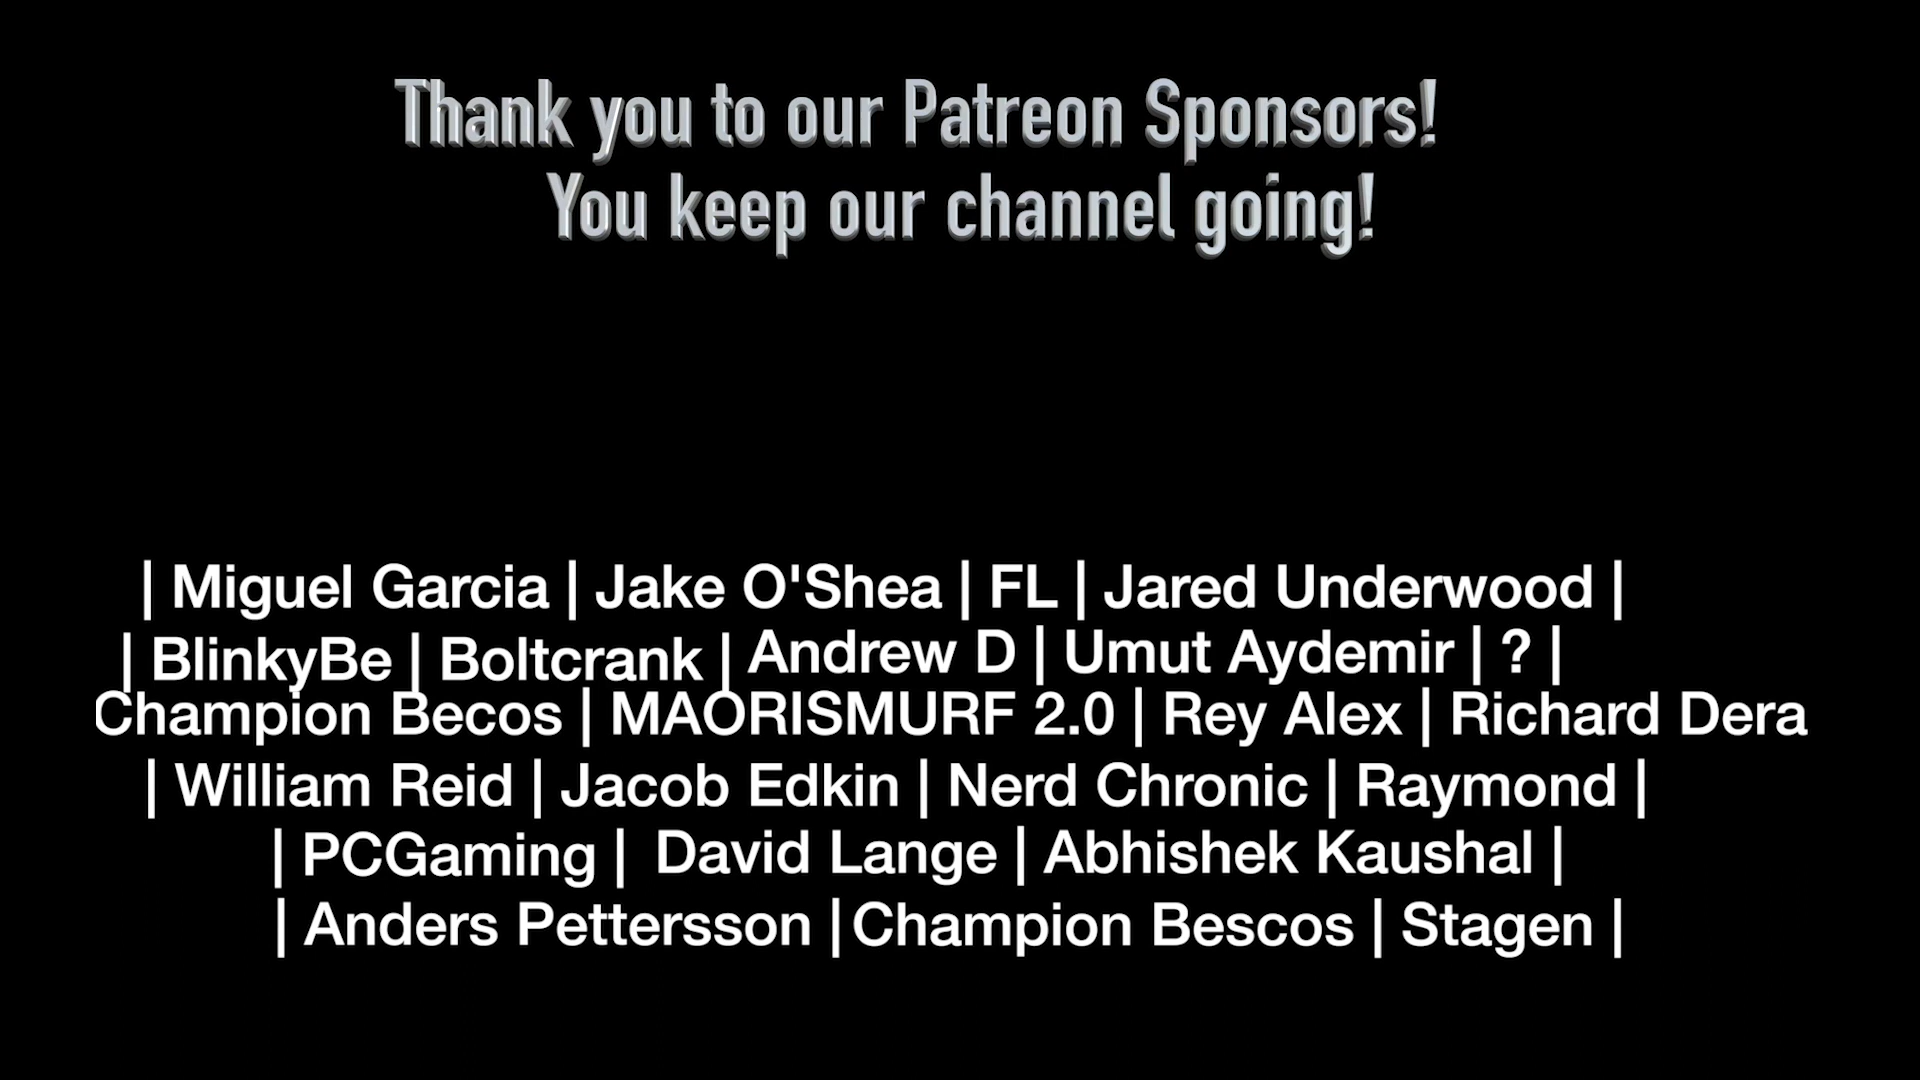 Thank you to our Patreon Sponsors!
You keep our channel going!
| Miguel Garcia | Jake O'Shea | FL | Jared Underwood |
| BlinkyBe | Boltcrank | Andrew D | Umut Aydemir | ? |
Champion Becos | MAORISMURF 2.0 | Rey Alex | Richard Dera
| William Reid | Jacob Edkin | Nerd Chronic | Raymond |
| PCGaming | David Lange | Abhishek Kaushal |
| Anders Pettersson | Champion Bescos | Stagen |